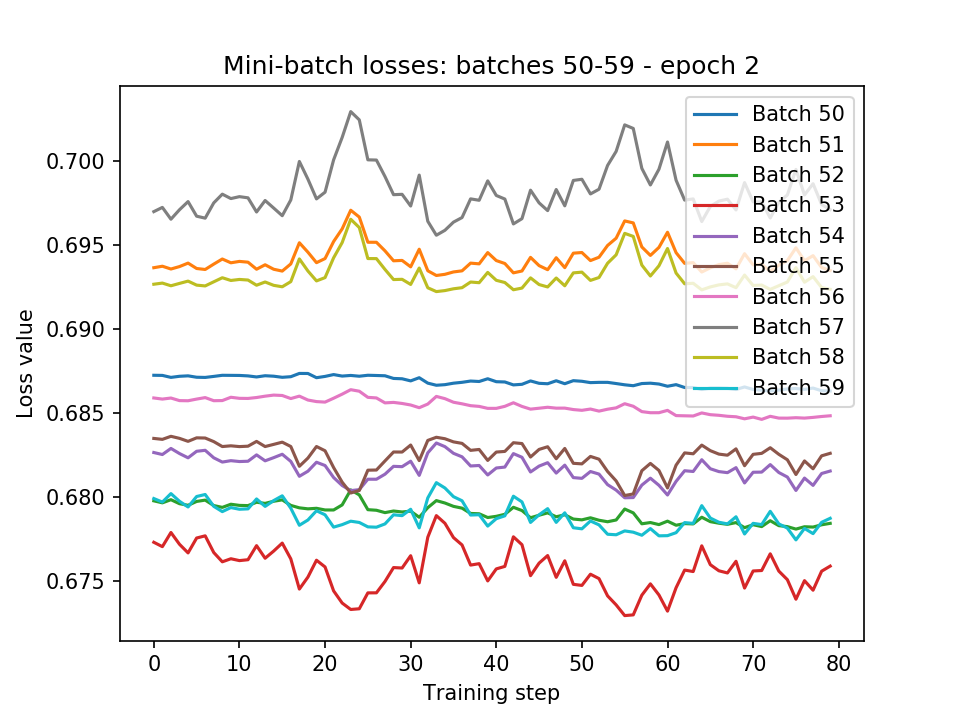 Mini-batch losses: batches 50-59 - epoch 2
Loss value
0.700
0.695
0.690
0.685
0.680
0.675
Batch 50
Batch 51
Batch 52
Batch 53
Batch 54
Batch 55
Batch 56
Batch 57
Batch 58
Batch 59
0 10 20 30 40 50 60 70 80
Training step